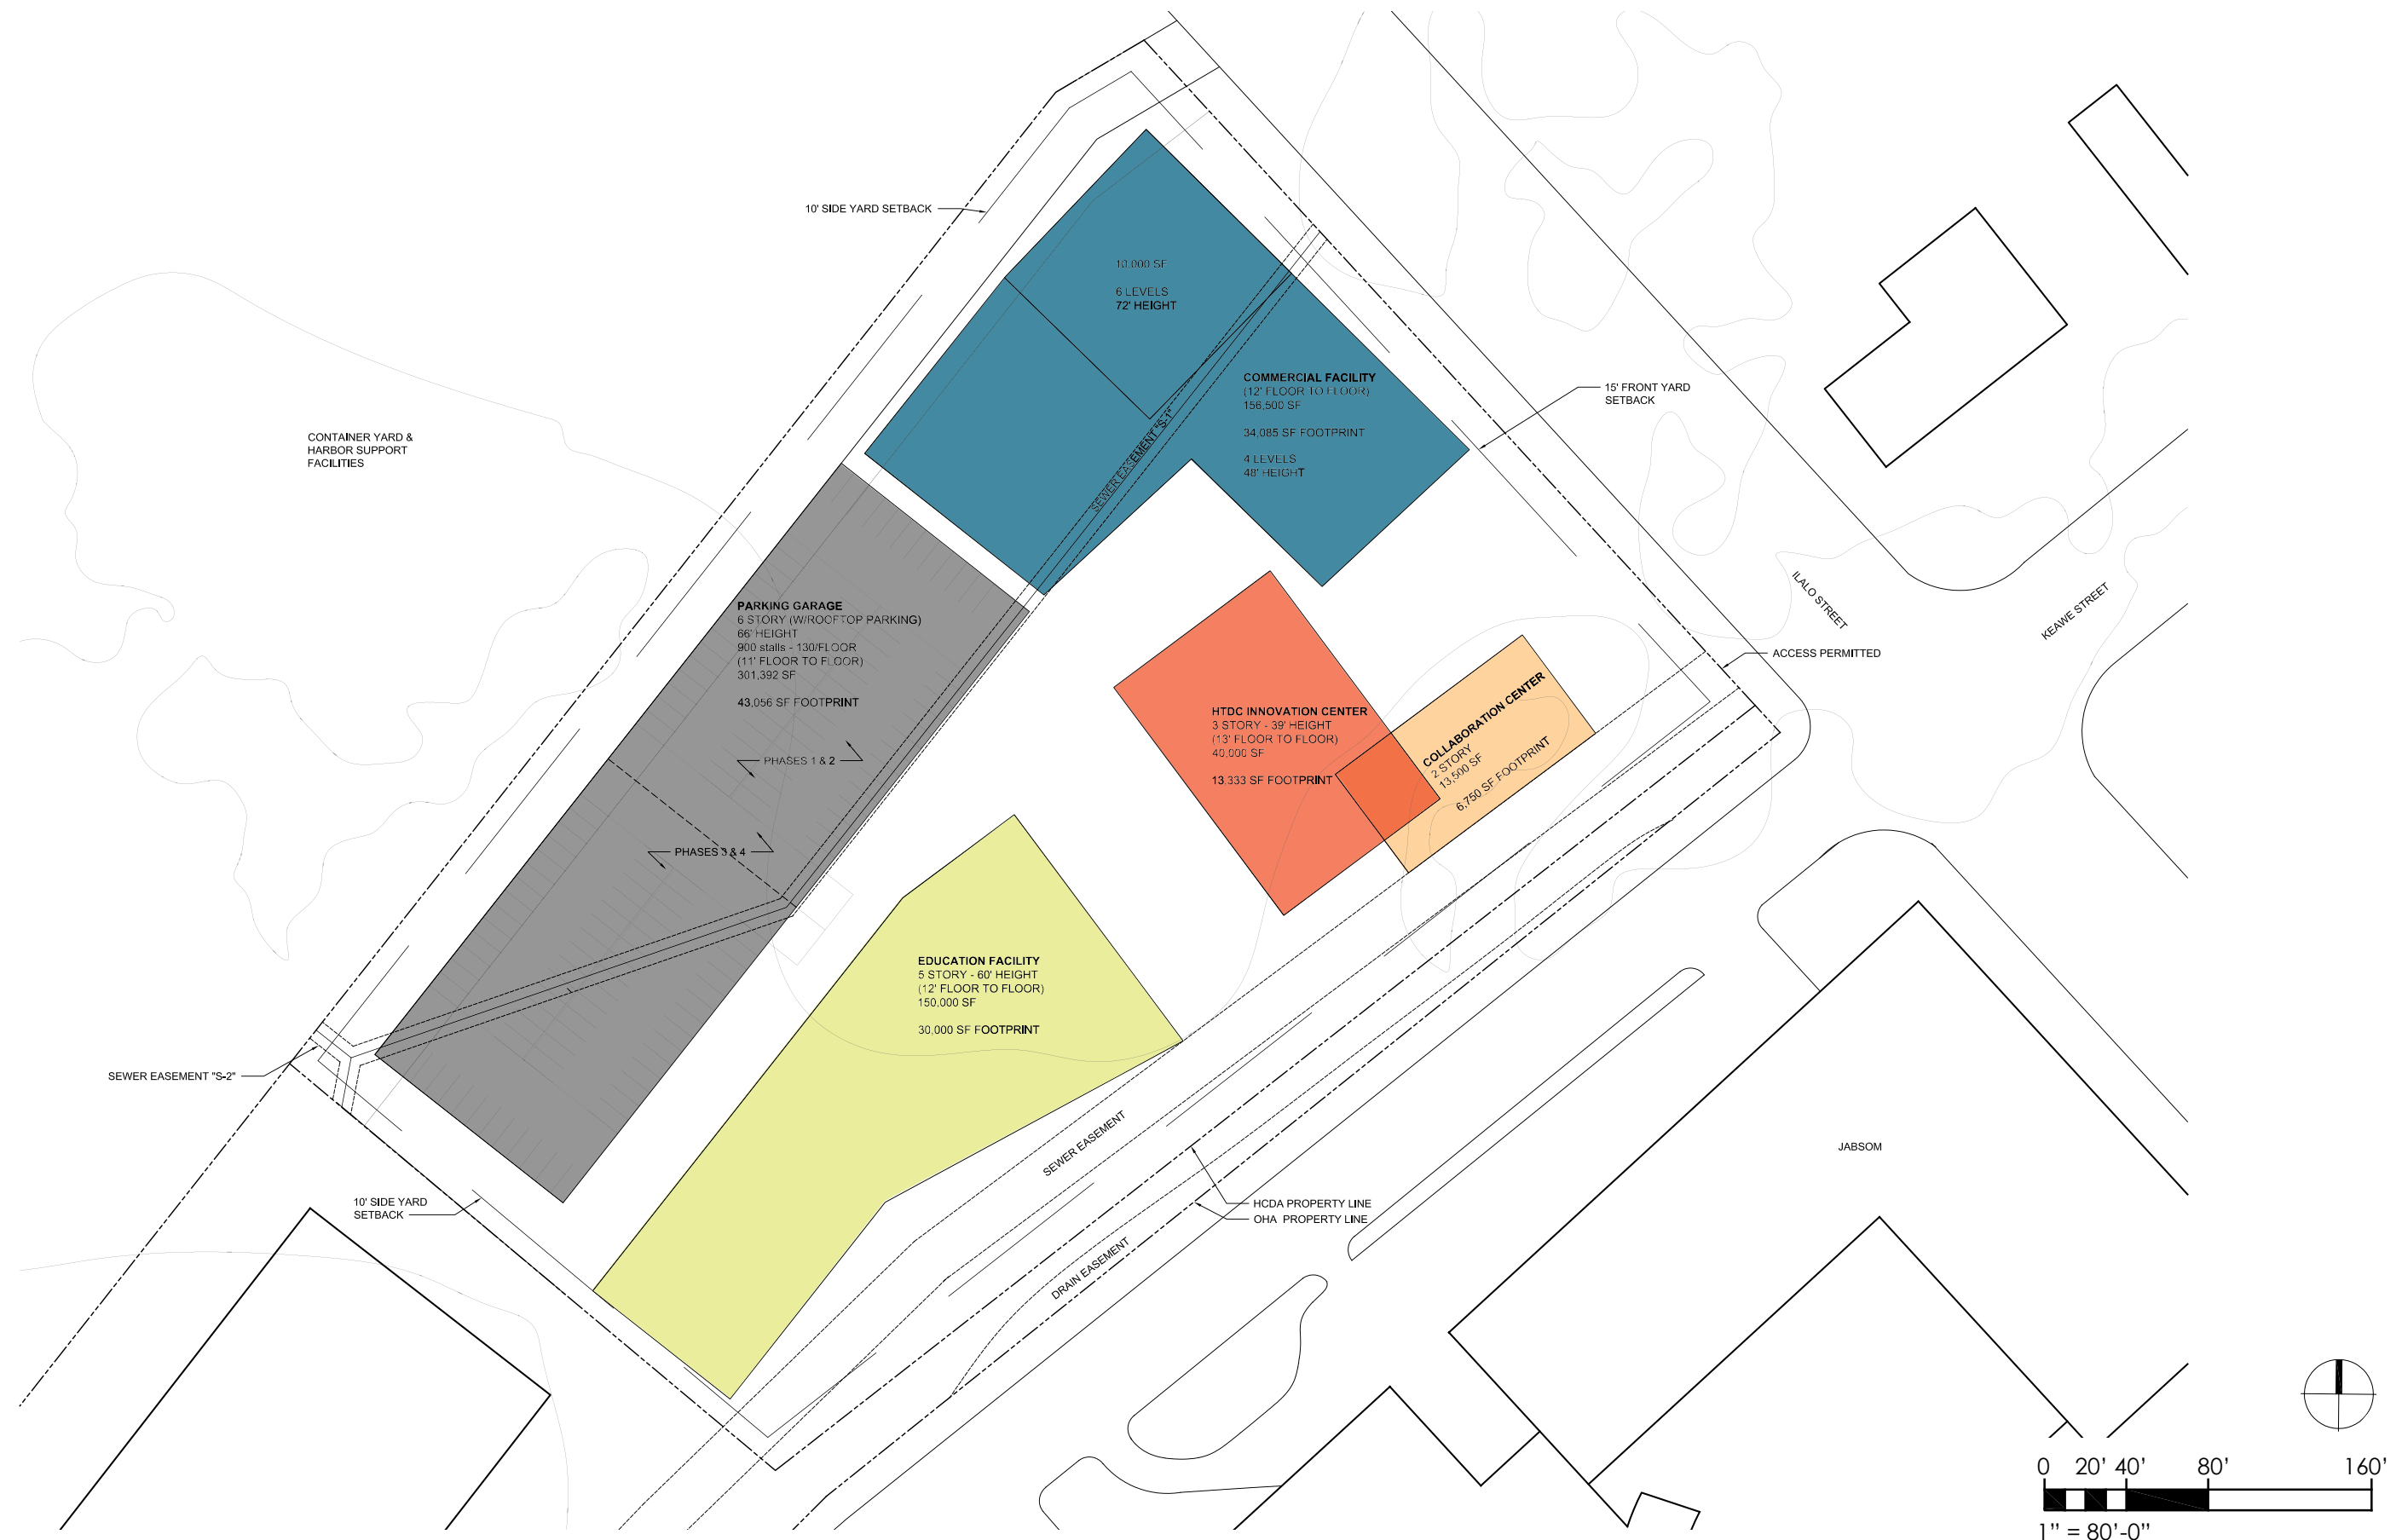 10' SIDE YARD SETBACK
10,000 SF
6 LEVELS
72' HEIGHT
COMMERCIAL FACILITY
(12' FLOOR TO FLOOR)
156,500 SF
34,085 SF FOOTPRINT
4 LEVELS
48' HEIGHT
15' FRONT YARD
SETBACK
CONTAINER YARD &
HARBOR SUPPORT
FACILITIES
SEWER EASEMENT "S-1"
ILALO STREET
KEAWE STREET
ACCESS PERMITTED
PARKING GARAGE
6 STORY (W/ROOFTOP PARKING)
66' HEIGHT
900 stalls - 130/FLOOR
(11' FLOOR TO FLOOR)
301,392 SF
43,056 SF FOOTPRINT
PHASES 1 & 2
PHASES 3 & 4
HTDC INNOVATION CENTER
3 STORY - 39' HEIGHT
(13' FLOOR TO FLOOR)
40,000 SF
13,333 SF FOOTPRINT
COLLABORATION CENTER
2 STORY
13,500 SF
6,750 SF FOOTPRINT
EDUCATION FACILITY
5 STORY - 60' HEIGHT
(12' FLOOR TO FLOOR)
150,000 SF
30,000 SF FOOTPRINT
SEWER EASEMENT "S-2"
SEWER EASEMENT
JABSOM
10' SIDE YARD
SETBACK
HCDA PROPERTY LINE
OHA PROPERTY LINE
DRAIN EASEMENT
0 20' 40' 80' 160'
1" = 80'-0"